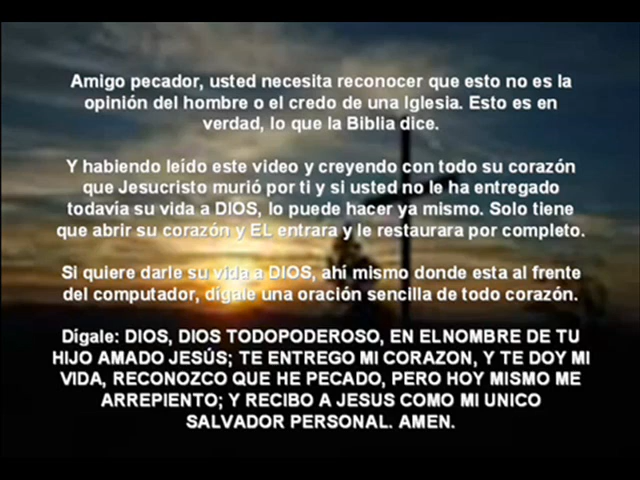 Amigo pecador, usted necesita reconocer que esto no es la
opinión del hombre o el credo de una Iglesia. Esto es en
verdad, lo que la Biblia dice.
Y habiendo leído este video y creyendo con todo su corazón
que Jesucristo murió por ti y si usted no le ha entregado
todavía su vida a DIOS, lo puede hacer ya mismo. Solo tiene
que abrir su corazón y EL entrara y le restaurara por completo.
Si quiere darle su vida a DIOS, ahí mismo donde esta al frente
del computador, dígale una oración sencilla de todo corazón.
Dígale: DIOS, DIOS TODOPODEROSO, EN ELNOMBRE DE TU
HIJO AMADO JESÚS; TE ENTREGO MI CORAZON, Y TE DOY MI
VIDA, RECONOZCO QUE HE PECADO, PERO HOY MISMO ME
ARREPIENTO; Y RECIBO A JESUS COMO MI UNICO
SALVADOR PERSONAL. AMEN.